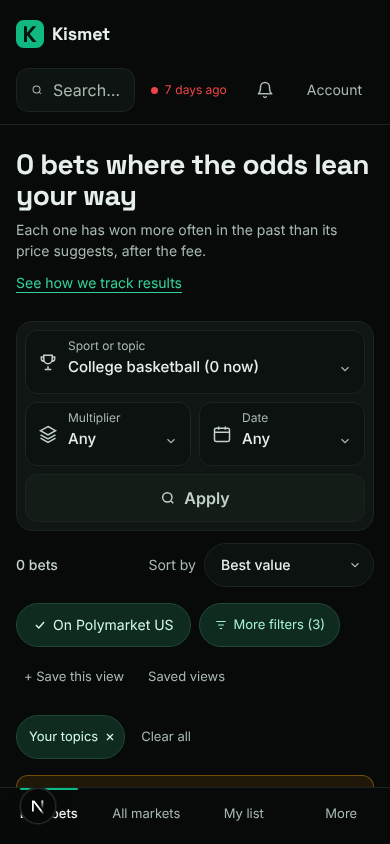 Kismet
Search...
7 days ago
Account
0 bets where the odds lean
your way
Each one has won more often in the past than its
price suggests, after the fee.
See how we track results
Sport or topic
College basketball (0 now)
Multiplier
Any
Date
Any
Apply
0 bets
Sort by
Best value
On Polymarket US
More filters (3)
+ Save this view
Saved views
Your topics ×
Clear all
N
bets
All markets
My list
More